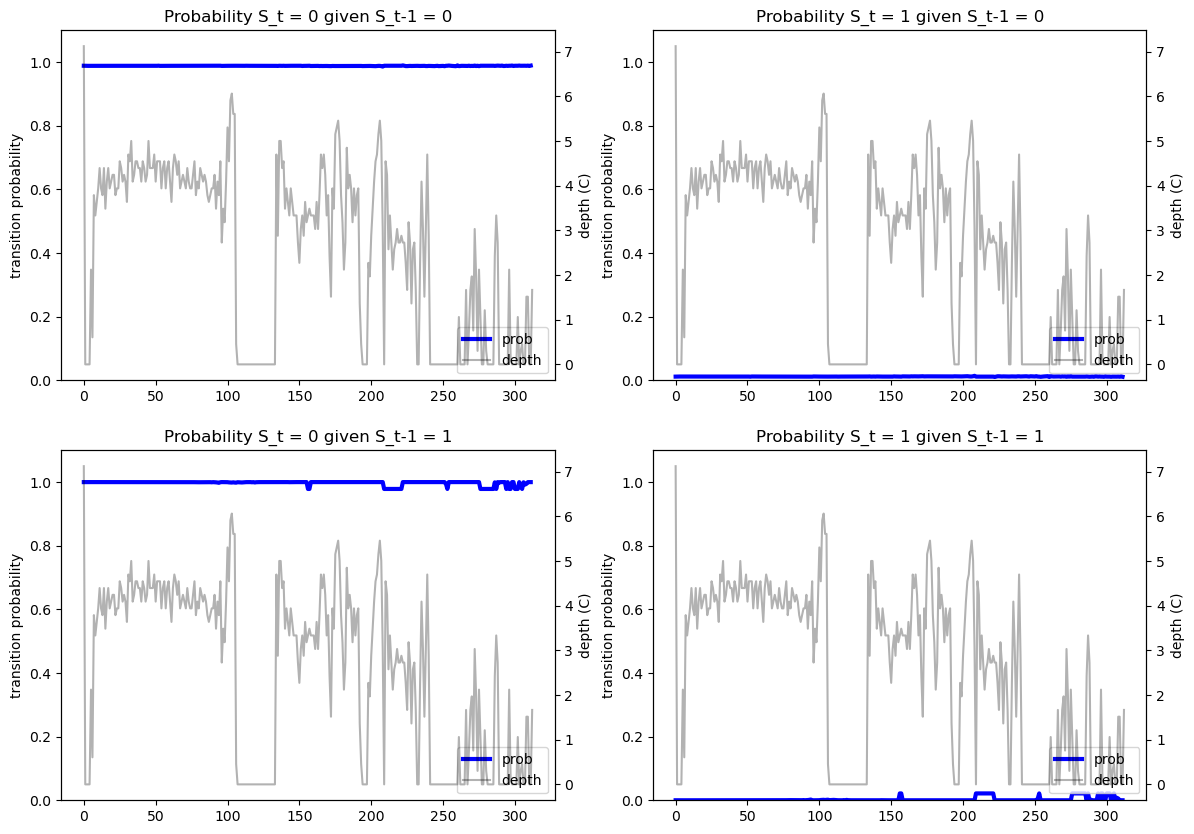 Probability S_t = 0 given S_t-1 = 0
1.0
0.8
0.6
0.4
0.2
0.0
transition probability
7
6
5
4
3
2
1
0
depth (C)
prob
depth
0 50 100 150 200 250 300
Probability S_t = 1 given S_t-1 = 0
1.0
0.8
0.6
0.4
0.2
0.0
transition probability
7
6
5
4
3
2
1
0
depth (C)
prob
depth
0 50 100 150 200 250 300
Probability S_t = 0 given S_t-1 = 1
1.0
0.8
0.6
0.4
0.2
0.0
transition probability
7
6
5
4
3
2
1
0
depth (C)
prob
depth
0 50 100 150 200 250 300
Probability S_t = 1 given S_t-1 = 1
1.0
0.8
0.6
0.4
0.2
0.0
transition probability
7
6
5
4
3
2
1
0
depth (C)
prob
depth
0 50 100 150 200 250 300